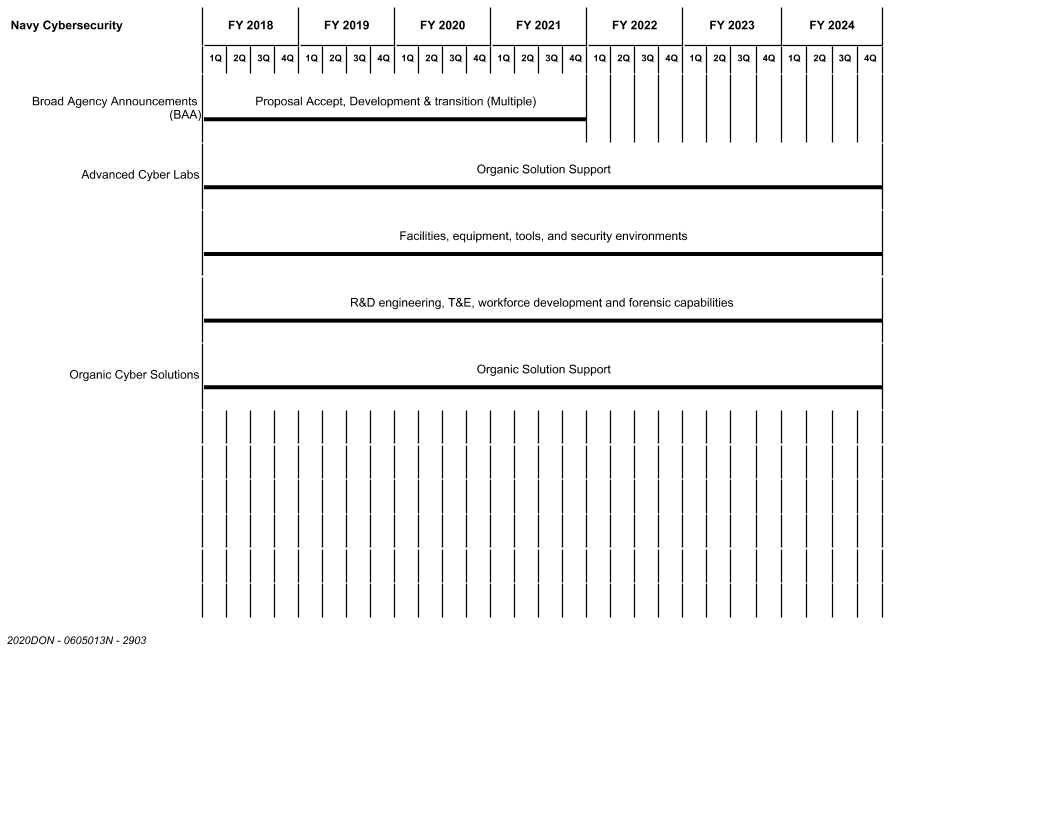 Navy Cybersecurity FY 2018 FY 2019 FY 2020 FY 2021 FY 2022 FY 2023 FY 2024
1Q 2Q 3Q 4Q 1Q 2Q 3Q 4Q 1Q 2Q 3Q 4Q 1Q 2Q 3Q 4Q 1Q 2Q 3Q 4Q 1Q 2Q 3Q 4Q 1Q 2Q 3Q 4Q
Broad Agency Announcements
(BAA)
Proposal Accept, Development & transition (Multiple)
Advanced Cyber Labs
Organic Solution Support
Facilities, equipment, tools, and security environments
R&D engineering, T&E, workforce development and forensic capabilities
Organic Cyber Solutions
Organic Solution Support
2020DON - 0605013N - 2903